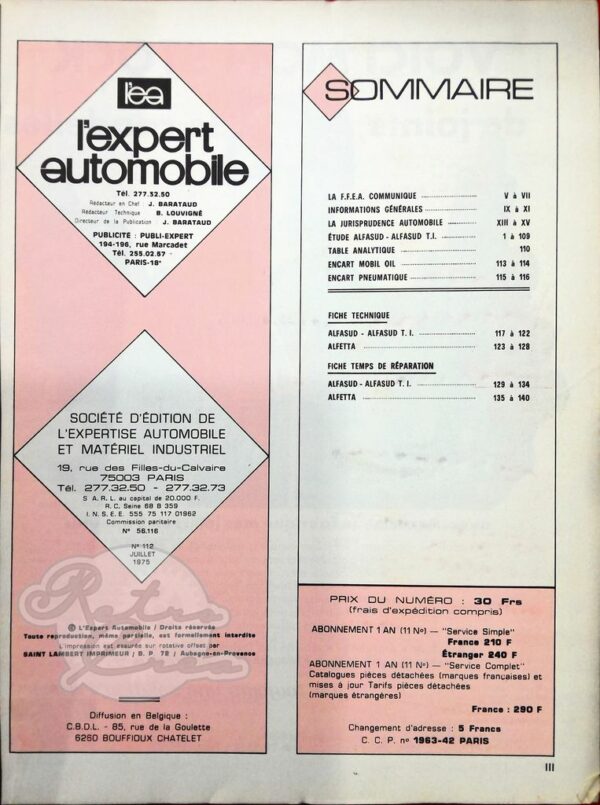 l'ea
l'expert
automobile
Tél. 277.32.50
Rédacteur en Chef : J. BARATAUD
Rédacteur Technique B. LOUVIGNÉ
Directeur de la Publication J. BARATAUD
PUBLICITÉ : PUBLI-EXPERT
194-196, rue Marcadet
Tél. 255.02.57
PARIS-18e
SOCIÉTÉ D'ÉDITION DE
L'EXPERTISE AUTOMOBILE
ET MATÉRIEL INDUSTRIEL
19, rue des Filles-du-Calvaire
75003 PARIS
Tél. 277.32.50 - 277.32.73
S A.R.L. au capital de 20.000 F.
R.C. Seine 68 B 359
I.N.S.E.E. 555 75 117 01962
Commission paritaire
N° 56.116
N° 112
JUILLET
1975
Retro
© L'Expert Automobile / Droits réservés
Toute reproduction, même partielle, est formellement interdite
L'impression est assurée sur rotative offset par
SAINT LAMBERT IMPRIMEUR / B. P. 72 / Aubagne-en-Provence
Diffusion en Belgique :
C.B.D.L. - 85, rue de la Goulette
6260 BOUFFIOUX CHATELET
SOMMAIRE
LA F.F.E.A. COMMUNIQUE V à VII
INFORMATIONS GÉNÉRALES IX à XI
LA JURISPRUDENCE AUTOMOBILE XIII à XV
ÉTUDE ALFASUD - ALFASUD T.I. 1 à 109
TABLE ANALYTIQUE 110
ENCART MOBIL OIL 113 à 114
ENCART PNEUMATIQUE 115 à 116
FICHE TECHNIQUE
ALFASUD - ALFASUD T. I. 117 à 122
ALFETTA 123 à 128
FICHE TEMPS DE RÉPARATION
ALFASUD - ALFASUD T. I. 129 à 134
ALFETTA 135 à 140
PRIX DU NUMÉRO : 30 Frs
(frais d'expédition compris)
ABONNEMENT 1 AN (11 Nos) — "Service Simple"
France 210 F
Étranger 240 F
ABONNEMENT 1 AN (11 Nos) — "Service Complet"
Catalogues pièces détachées (marques françaises) et
mises à jour Tarifs pièces détachées
(marques étrangères)
France : 290 F
Changement d'adresse : 5 Francs
C. C. P. no 1963-42 PARIS
III